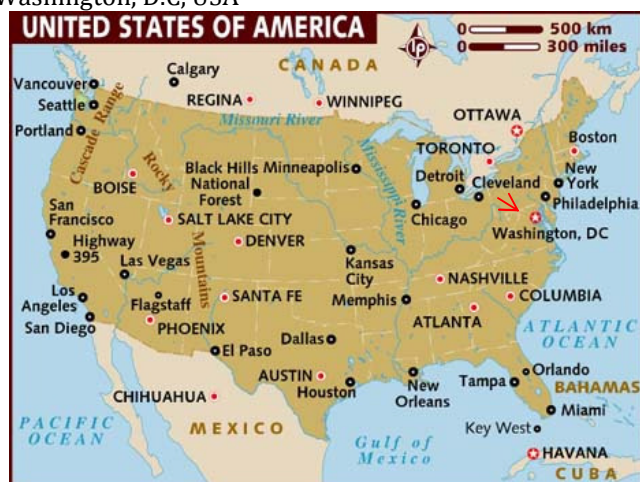 Washington, D.C, USA
UNITED STATES OF AMERICA
0 500 km
0 300 miles
lp
CANADA
Calgary
Vancouver
REGINA
WINNIPEG
Seattle
Cascade Range
Missouri River
OTTAWA
Portland
TORONTO
Boston
Rocky
Mountains
Black Hills
National
Forest
Minneapolis
Mississippi River
Detroit
Cleveland
New
York
BOISE
Philadelphia
San
Francisco
SALT LAKE CITY
Chicago
Washington, DC
Highway
395
DENVER
Las Vegas
Kansas
City
NASHVILLE
Los
Angeles
Flagstaff
SANTA FE
Memphis
COLUMBIA
San Diego
PHOENIX
ATLANTA
ATLANTIC
OCEAN
Dallas
El Paso
AUSTIN
Houston
New
Orleans
Tampa
Orlando
BAHAMAS
CHIHUAHUA
Miami
PACIFIC
OCEAN
MEXICO
Gulf of
Mexico
Key West
HAVANA
CUBA